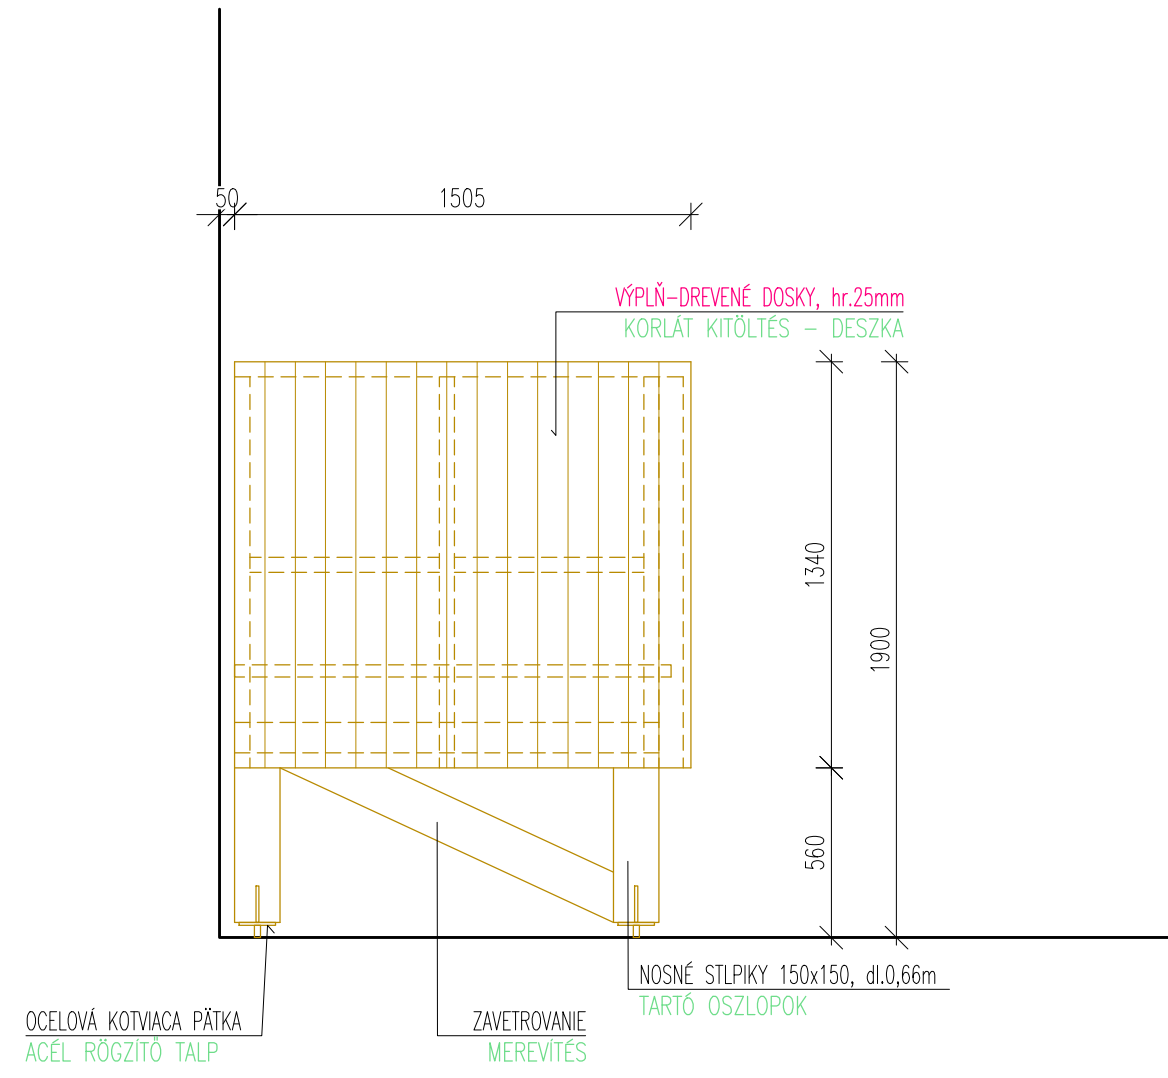 50
1505
VÝPLŇ-DREVENÉ DOSKY, hr.25mm
KORLÁT KITÖLTÉS - DESZKA
1340
1900
560
NOSNÉ STLPIKY 150x150, dl.0,66m
TARTÓ OSZLOPOK
OCELOVÁ KOTVIACA PÄTKA
ACÉL RÖGZÍTŐ TALP
ZAVETROVANIE
MEREVÍTÉS